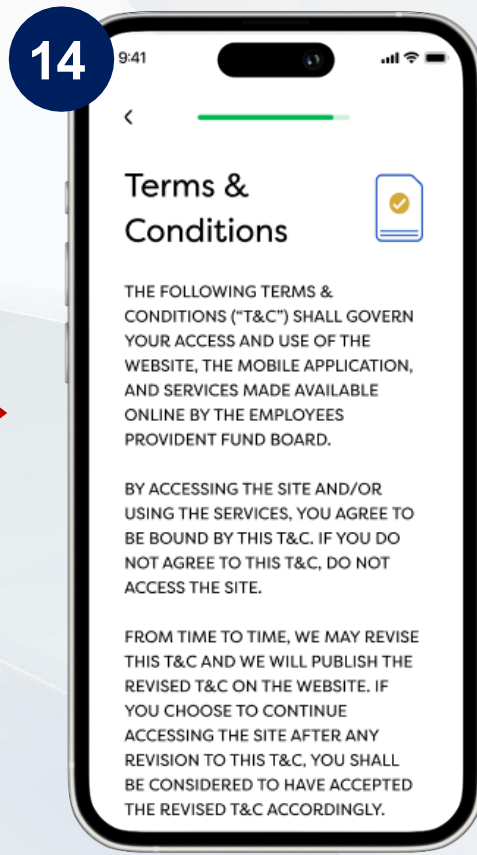 14
9:41
Terms &
Conditions
THE FOLLOWING TERMS &
CONDITIONS (“T&C”) SHALL GOVERN
YOUR ACCESS AND USE OF THE
WEBSITE, THE MOBILE APPLICATION,
AND SERVICES MADE AVAILABLE
ONLINE BY THE EMPLOYEES
PROVIDENT FUND BOARD.
BY ACCESSING THE SITE AND/OR
USING THE SERVICES, YOU AGREE TO
BE BOUND BY THIS T&C. IF YOU DO
NOT AGREE TO THIS T&C, DO NOT
ACCESS THE SITE.
FROM TIME TO TIME, WE MAY REVISE
THIS T&C AND WE WILL PUBLISH THE
REVISED T&C ON THE WEBSITE. IF
YOU CHOOSE TO CONTINUE
ACCESSING THE SITE AFTER ANY
REVISION TO THIS T&C, YOU SHALL
BE CONSIDERED TO HAVE ACCEPTED
THE REVISED T&C ACCORDINGLY.